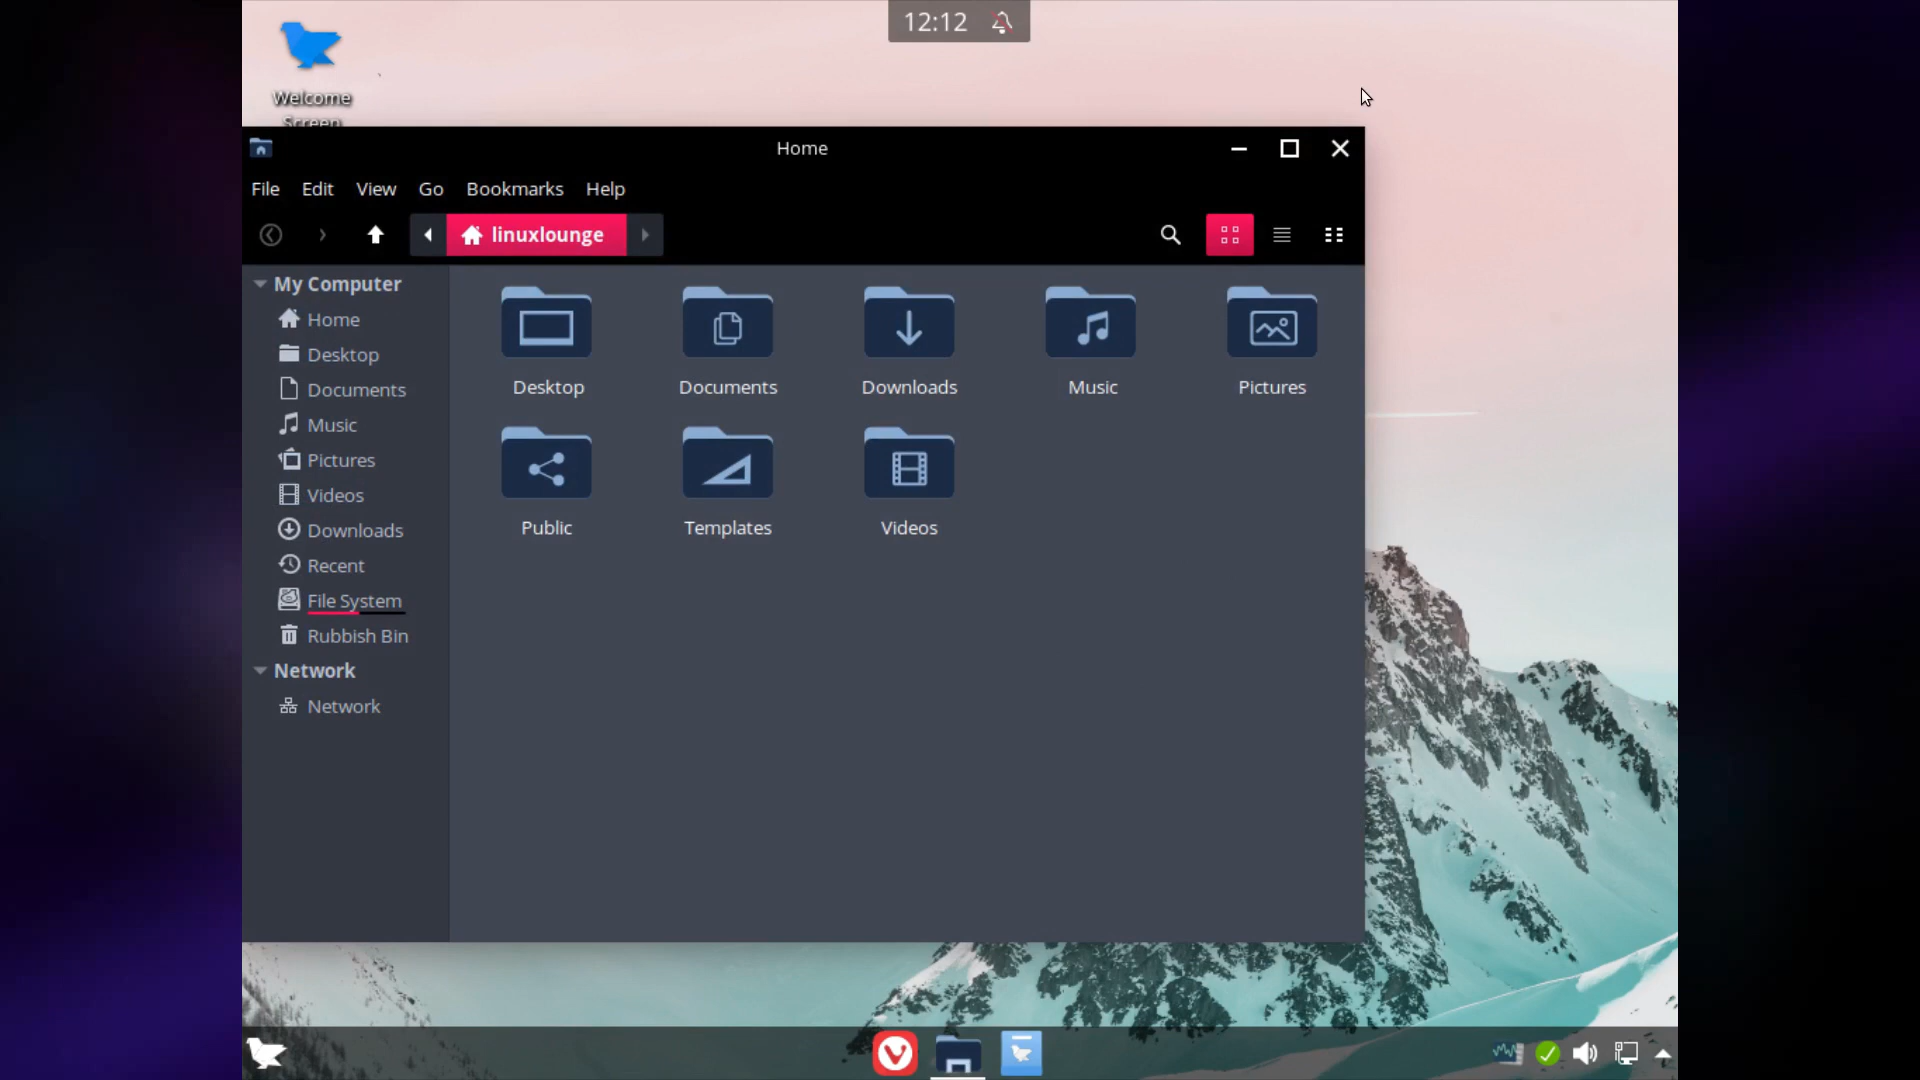 12:12
Welcome
Screen
Home
File Edit View Go Bookmarks Help
linuxlounge
My Computer
Home
Desktop
Documents
Music
Pictures
Videos
Downloads
Recent
File System
Rubbish Bin
Network
Network
Desktop Documents Downloads Music Pictures
Public Templates Videos